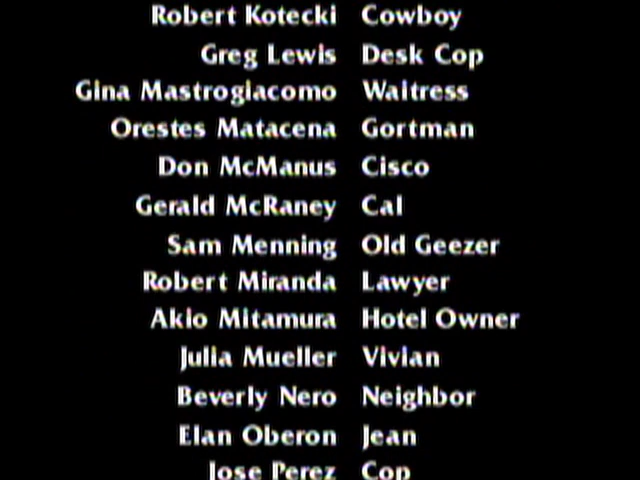 Robert Kotecki Cowboy
Greg Lewis Desk Cop
Gina Mastrogiacomo Waitress
Orestes Matacena Gortman
Don McManus Cisco
Gerald McRaney Cal
Sam Menning Old Geezer
Robert Miranda Lawyer
Akio Mitamura Hotel Owner
Julia Mueller Vivian
Beverly Nero Neighbor
Elan Oberon Jean
Jose Perez Cop